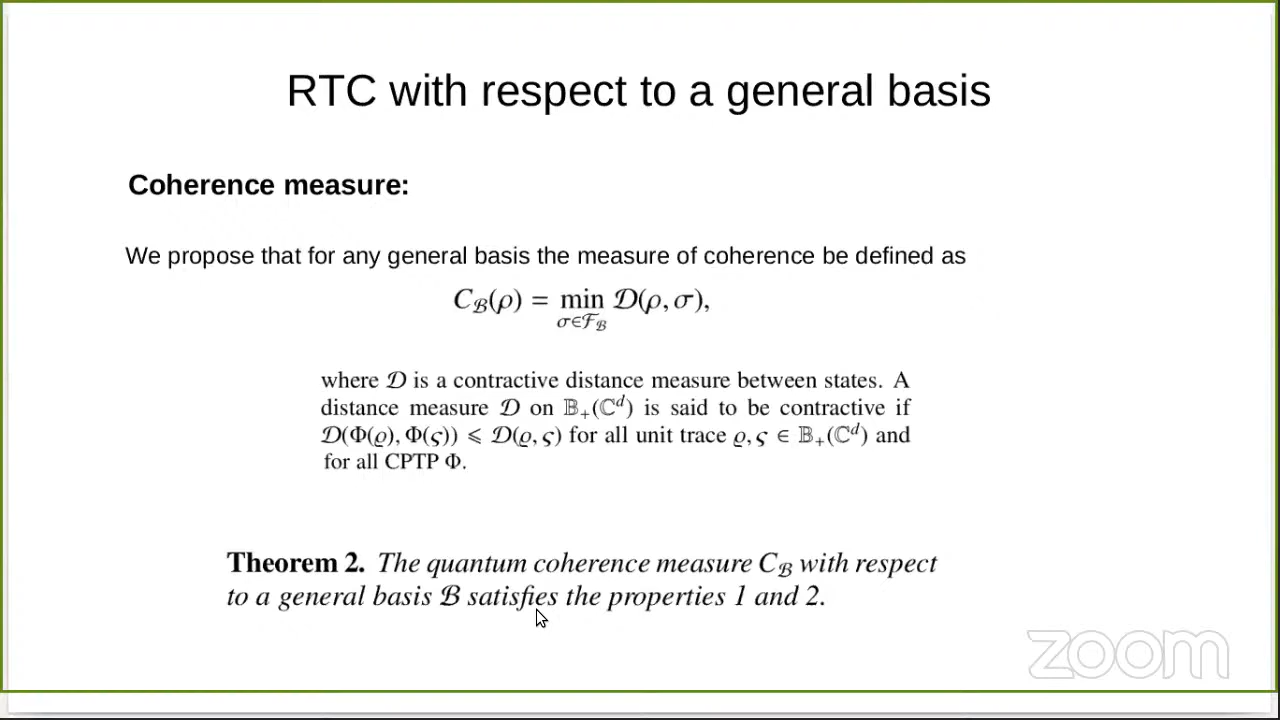 RTC with respect to a general basis
Coherence measure:
We propose that for any general basis the measure of coherence be defined as
C_ℬ(ρ) = min_{σ∈ℱ_ℬ} 𝒟(ρ, σ),
where 𝒟 is a contractive distance measure between states. A
distance measure 𝒟 on 𝔹₊(ℂᵈ) is said to be contractive if
𝒟(Φ(ϱ), Φ(ς)) ⩽ 𝒟(ϱ, ς) for all unit trace ϱ, ς ∈ 𝔹₊(ℂᵈ) and
for all CPTP Φ.
Theorem 2. The quantum coherence measure C_ℬ with respect
to a general basis ℬ satisfies the properties 1 and 2.
zoom